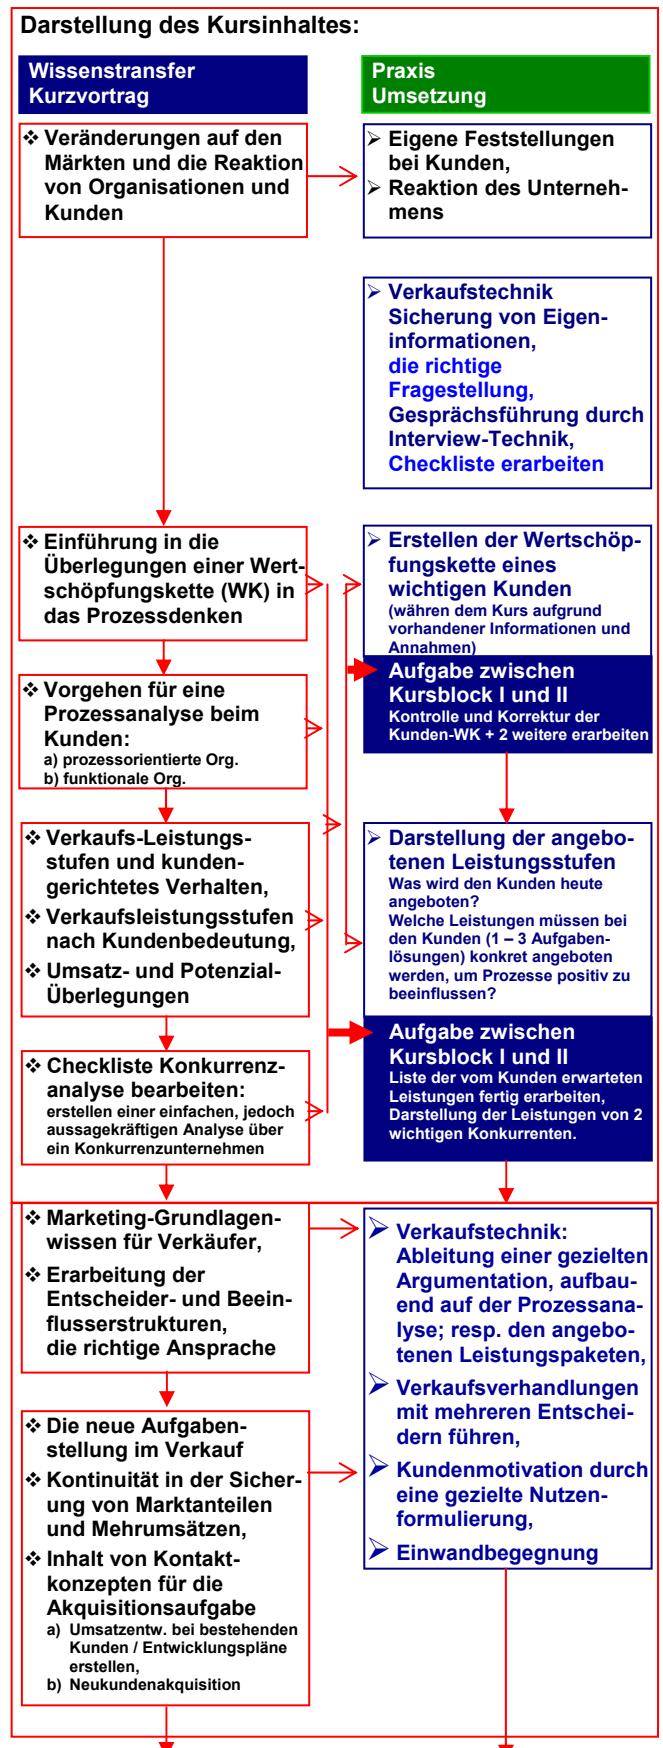 Darstellung des Kursinhaltes:
Wissenstransfer
Kurzvortrag
Praxis
Umsetzung
❖ Veränderungen auf den
Märkten und die Reaktion
von Organisationen und
Kunden
➢ Eigene Feststellungen
bei Kunden,
➢ Reaktion des Unterneh-
mens
➢ Verkaufstechnik
Sicherung von Eigen-
informationen,
die richtige
Fragestellung,
Gesprächsführung durch
Interview-Technik,
Checkliste erarbeiten
❖ Einführung in die
Überlegungen einer Wert-
schöpfungskette (WK) in
das Prozessdenken
➢ Erstellen der Wertschöp-
fungskette eines
wichtigen Kunden
(währen dem Kurs aufgrund
vorhandener Informationen und
Annahmen)
Aufgabe zwischen
Kursblock I und II
Kontrolle und Korrektur der
Kunden-WK + 2 weitere erarbeiten
❖ Vorgehen für eine
Prozessanalyse beim
Kunden:
a) prozessorientierte Org.
b) funktionale Org.
❖ Verkaufs-Leistungs-
stufen und kunden-
gerichtetes Verhalten,
❖ Verkaufsleistungsstufen
nach Kundenbedeutung,
❖ Umsatz- und Potenzial-
Überlegungen
➢ Darstellung der angebo-
tenen Leistungsstufen
Was wird den Kunden heute
angeboten?
Welche Leistungen müssen bei
den Kunden (1 – 3 Aufgaben-
lösungen) konkret angeboten
werden, um Prozesse positiv zu
beeinflussen?
Aufgabe zwischen
Kursblock I und II
Liste der vom Kunden erwarteten
Leistungen fertig erarbeiten,
Darstellung der Leistungen von 2
wichtigen Konkurrenten.
❖ Checkliste Konkurrenz-
analyse bearbeiten:
erstellen einer einfachen, jedoch
aussagekräftigen Analyse über
ein Konkurrenzunternehmen
❖ Marketing-Grundlagen-
wissen für Verkäufer,
❖ Erarbeitung der
Entscheider- und Beein-
flusserstrukturen,
die richtige Ansprache
➢ Verkaufstechnik:
Ableitung einer gezielten
Argumentation, aufbau-
end auf der Prozessana-
lyse; resp. den angebo-
tenen Leistungspaketen,
➢ Verkaufsverhandlungen
mit mehreren Entschei-
dern führen,
➢ Kundenmotivation durch
eine gezielte Nutzen-
formulierung,
➢ Einwandbegegnung
❖ Die neue Aufgaben-
stellung im Verkauf
❖ Kontinuität in der Sicher-
ung von Marktanteilen
und Mehrumsätzen,
❖ Inhalt von Kontakt-
konzepten für die
Akquisitionsaufgabe
a) Umsatzentw. bei bestehenden
Kunden / Entwicklungspläne
erstellen,
b) Neukundenakquisition